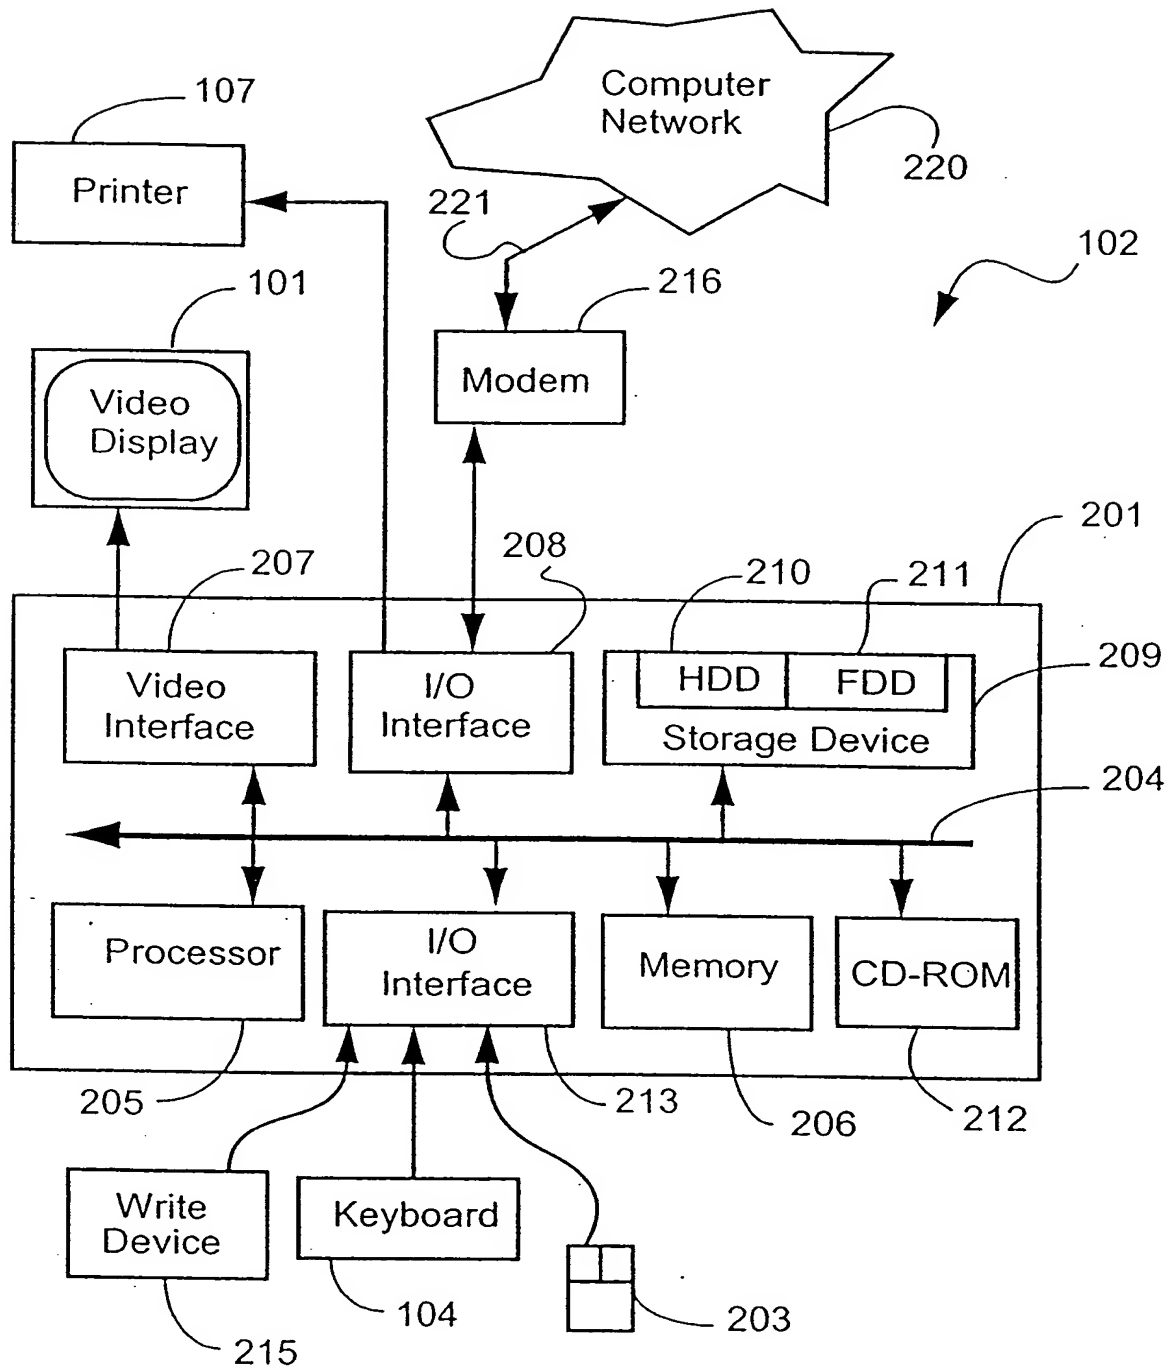 Computer
Network
107
220
Printer
221
102
101
216
Video
Display
Modem
201
207
208
210
211
209
Video
Interface
I/O
Interface
HDD
FDD
Storage Device
204
Processor
I/O
Interface
Memory
CD-ROM
205
213
206
212
Write
Device
Keyboard
104
203
215